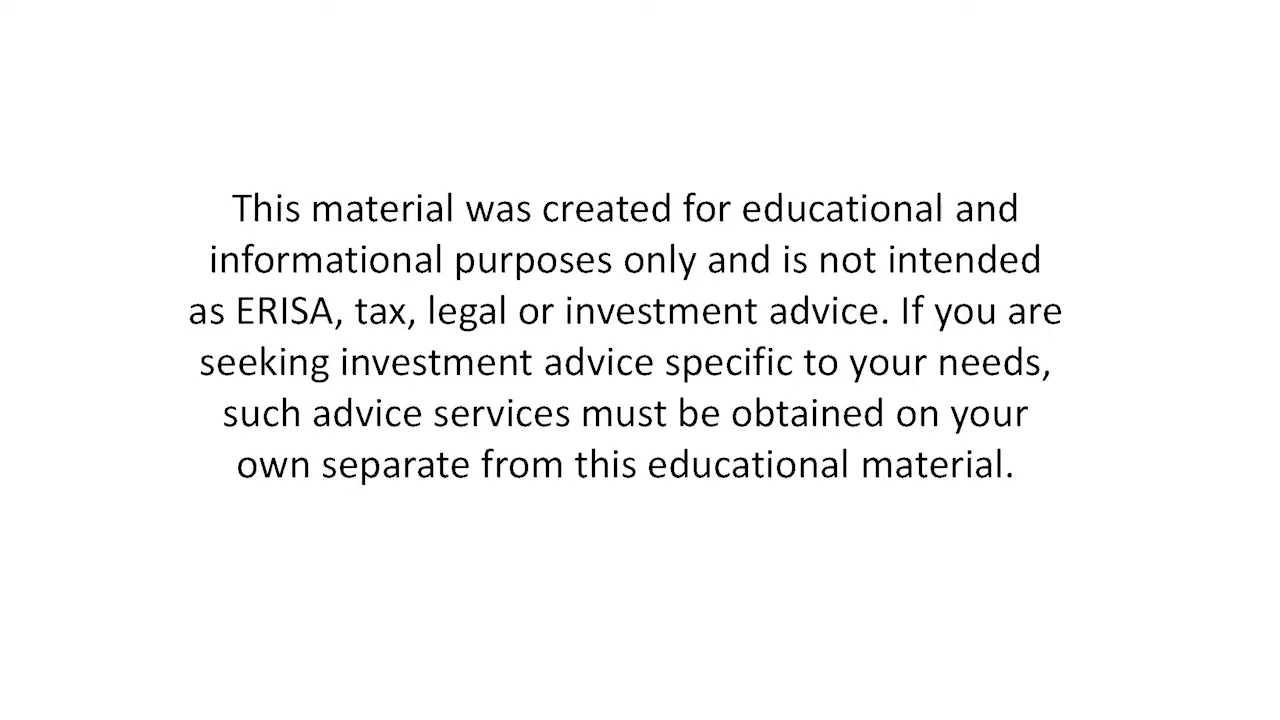 This material was created for educational and
informational purposes only and is not intended
as ERISA, tax, legal or investment advice. If you are
seeking investment advice specific to your needs,
such advice services must be obtained on your
own separate from this educational material.